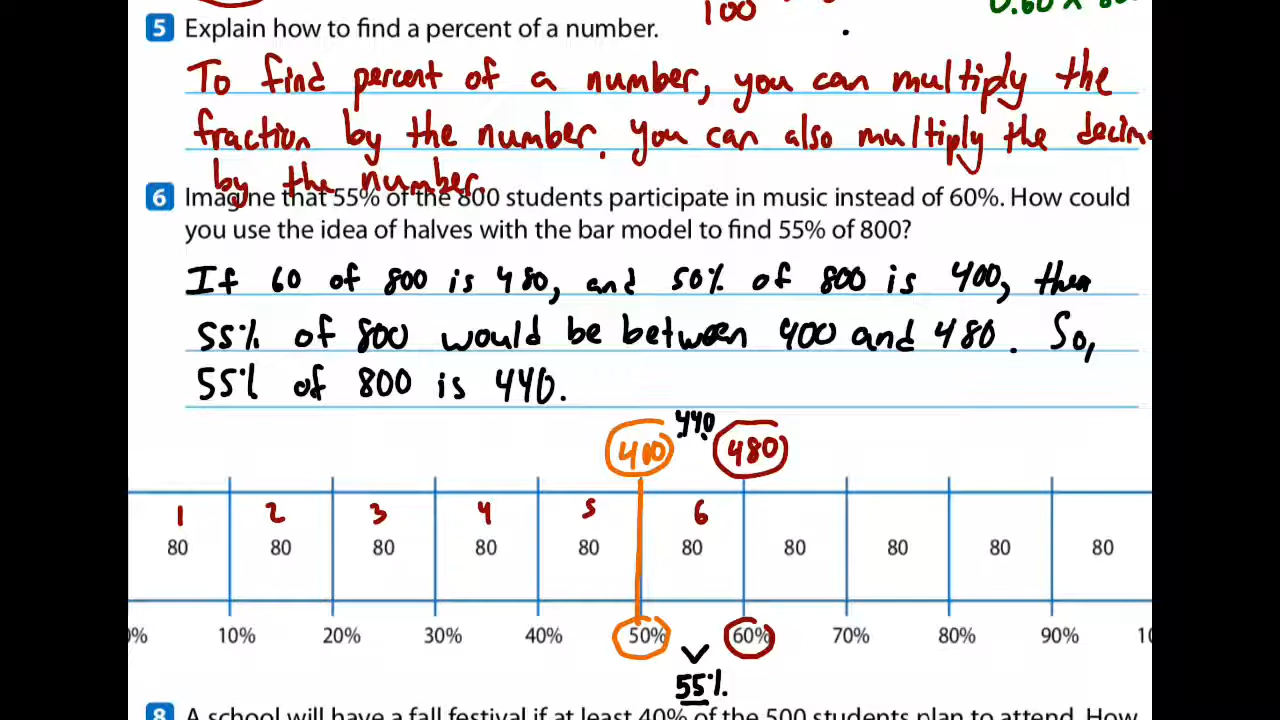 100
0.60 x 80
5 Explain how to find a percent of a number.
To find percent of a number, you can multiply the
fraction by the number. you can also multiply the decim
by the number.
6 Imagine that 55% of the 800 students participate in music instead of 60%. How could
you use the idea of halves with the bar model to find 55% of 800?
If 60 of 800 is 480, and 50% of 800 is 400, then
55% of 800 would be between 400 and 480. So,
55% of 800 is 440.
400 440 480
1 2 3 4 5 6
80 80 80 80 80 80 80 80 80 80
0% 10% 20% 30% 40% 50% 60% 70% 80% 90% 10
55%
8 A school will have a fall festival if at least 40% of the 500 students plan to attend. How